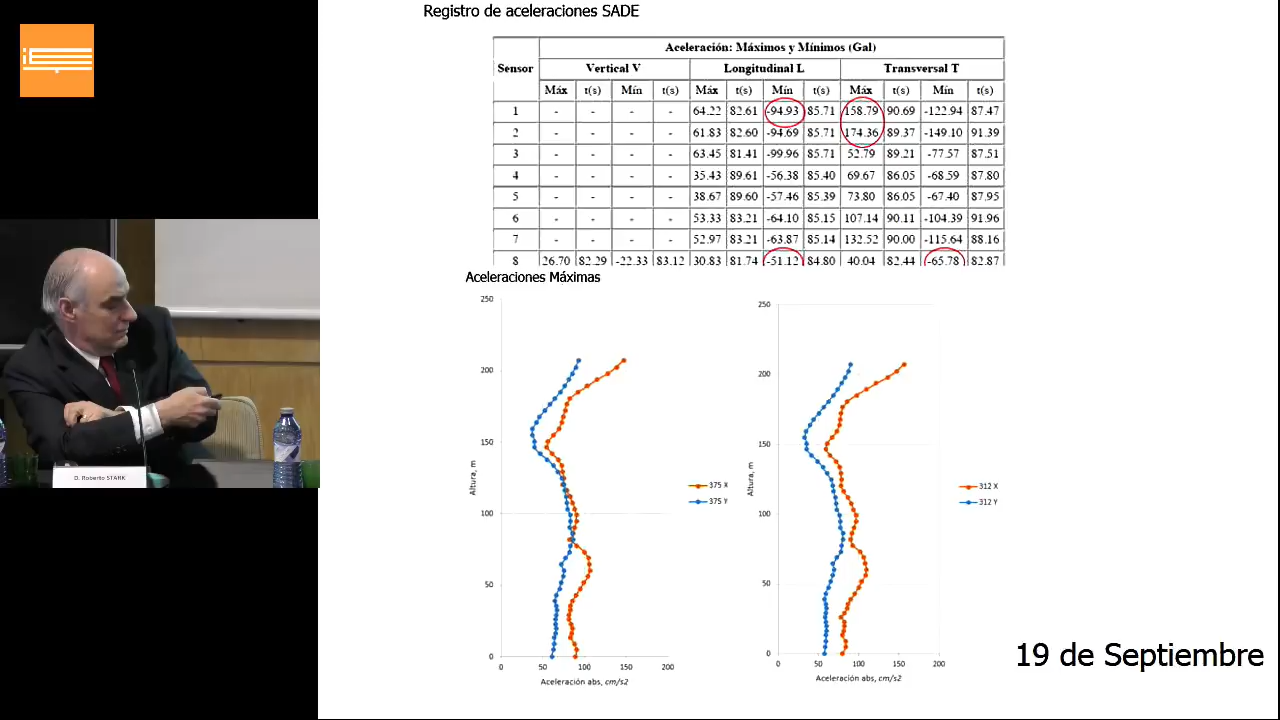 Registro de aceleraciones SADE
Aceleración: Máximos y Mínimos (Gal)
Sensor Vertical V Longitudinal L Transversal T
Máx t(s) Mín t(s) Máx t(s) Mín t(s) Máx t(s) Mín t(s)
1 - - - - 64.22 82.61 -94.93 85.71 158.79 90.69 -122.94 87.47
2 - - - - 61.83 82.60 -94.69 85.71 174.36 89.37 -149.10 91.39
3 - - - - 63.45 81.41 -99.96 85.71 52.79 89.21 -77.57 87.51
4 - - - - 35.43 89.61 -56.38 85.40 69.67 86.05 -68.59 87.80
5 - - - - 38.67 89.60 -57.46 85.39 73.80 86.05 -67.40 87.95
6 - - - - 53.33 83.21 -64.10 85.15 107.14 90.11 -104.39 91.96
7 - - - - 52.97 83.21 -63.87 85.14 132.52 90.00 -115.64 88.16
8 26.70 82.29 -22.33 83.12 30.83 81.74 -51.12 84.80 40.04 82.44 -65.78 82.87
Aceleraciones Máximas
250
200
150
100
50
0
0 50 100 150 200
Altura, m
Aceleración abs, cm/s2
375 X
375 Y
250
200
150
100
50
0
0 50 100 150 200
Altura, m
Aceleración abs, cm/s2
312 X
312 Y
19 de Septiembre
D. Roberto STARK